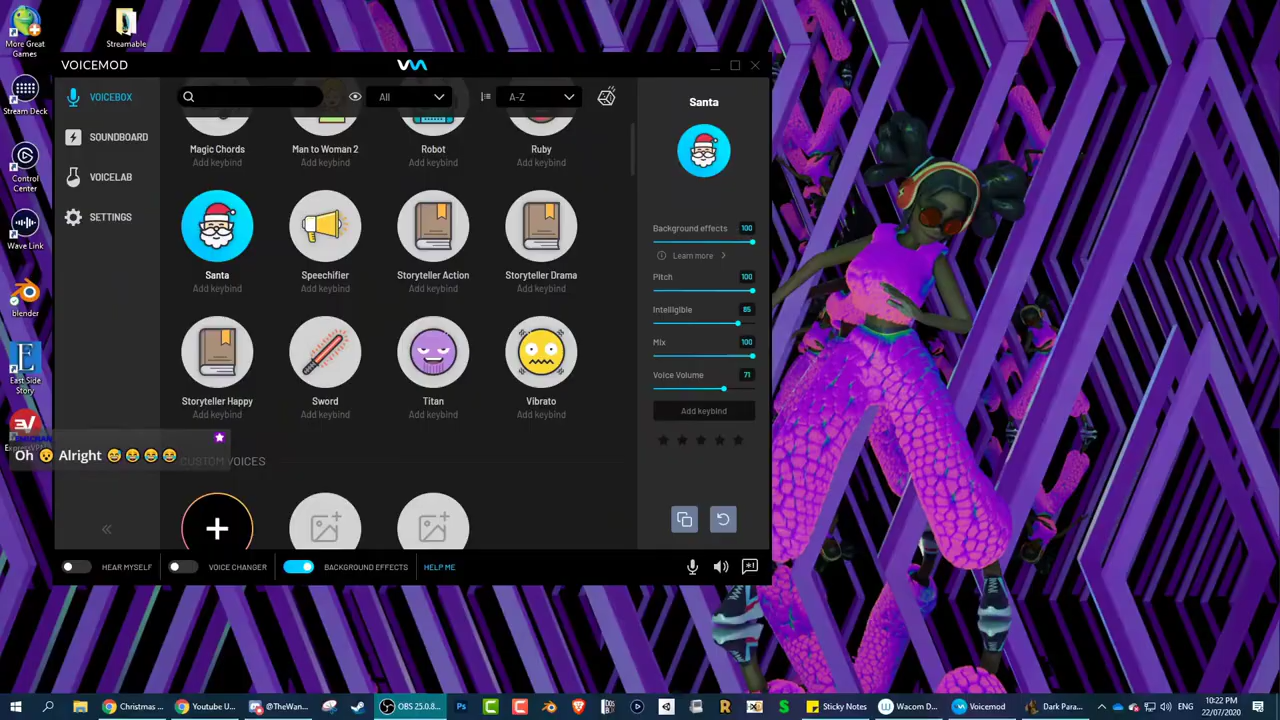 More Great
Games
Streamable
Stream Deck
Control
Center
Wave Link
blender
East Side
Story
EV
VOICEMOD
VOICEBOX
SOUNDBOARD
VOICELAB
SETTINGS
All
A-Z
Magic Chords
Add keybind
Man to Woman 2
Add keybind
Robot
Add keybind
Ruby
Add keybind
Santa
Add keybind
Speechifier
Add keybind
Storyteller Action
Add keybind
Storyteller Drama
Add keybind
Storyteller Happy
Add keybind
Sword
Add keybind
Titan
Add keybind
Vibrato
Add keybind
Oh 😮 Alright 😅 😂 😂 😂
CUSTOM VOICES
Santa
Background effects 100
Learn more
Pitch 100
Intelligible 85
Mix 100
Voice Volume 71
Add keybind
HEAR MYSELF
VOICE CHANGER
BACKGROUND EFFECTS
HELP ME
Christmas ...
Youtube U...
@TheWan...
OBS 25.0.8...
Sticky Notes
Wacom D...
Voicemod
Dark Para...
10:22 PM
22/07/2020